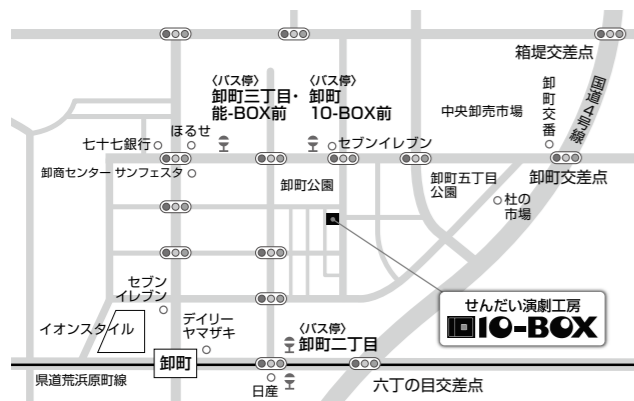 箱堤交差点
国道4号線
〈バス停〉
卸町三丁目・
能-BOX前
〈バス停〉
卸町
10-BOX前
中央卸売市場
卸町交番
ほるせ
七十七銀行
セブンイレブン
卸商センター サンフェスタ
卸町公園
卸町五丁目
公園
卸町交差点
杜の
市場
セブン
イレブン
せんだい演劇工房
10-BOX
イオンスタイル
デイリー
ヤマザキ
〈バス停〉
卸町二丁目
卸町
県道荒浜原町線
日産
六丁の目交差点